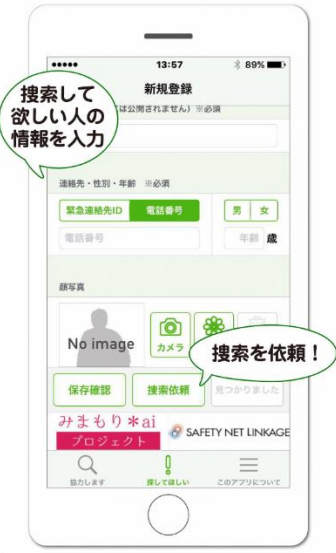 13:57
89%
新規登録
捜索して
欲しい人の
情報を入力
は公開されません）※必須
連絡先・性別・年齢 ※必須
緊急連絡先ID 電話番号 男 女
電話番号 年齢 歳
顔写真
No image
カメラ
捜索を依頼！
保存確認 捜索依頼 見つかりました
みまもり＊ai
プロジェクト
SAFETY NET LINKAGE
協力します 探してほしい このアプリについて